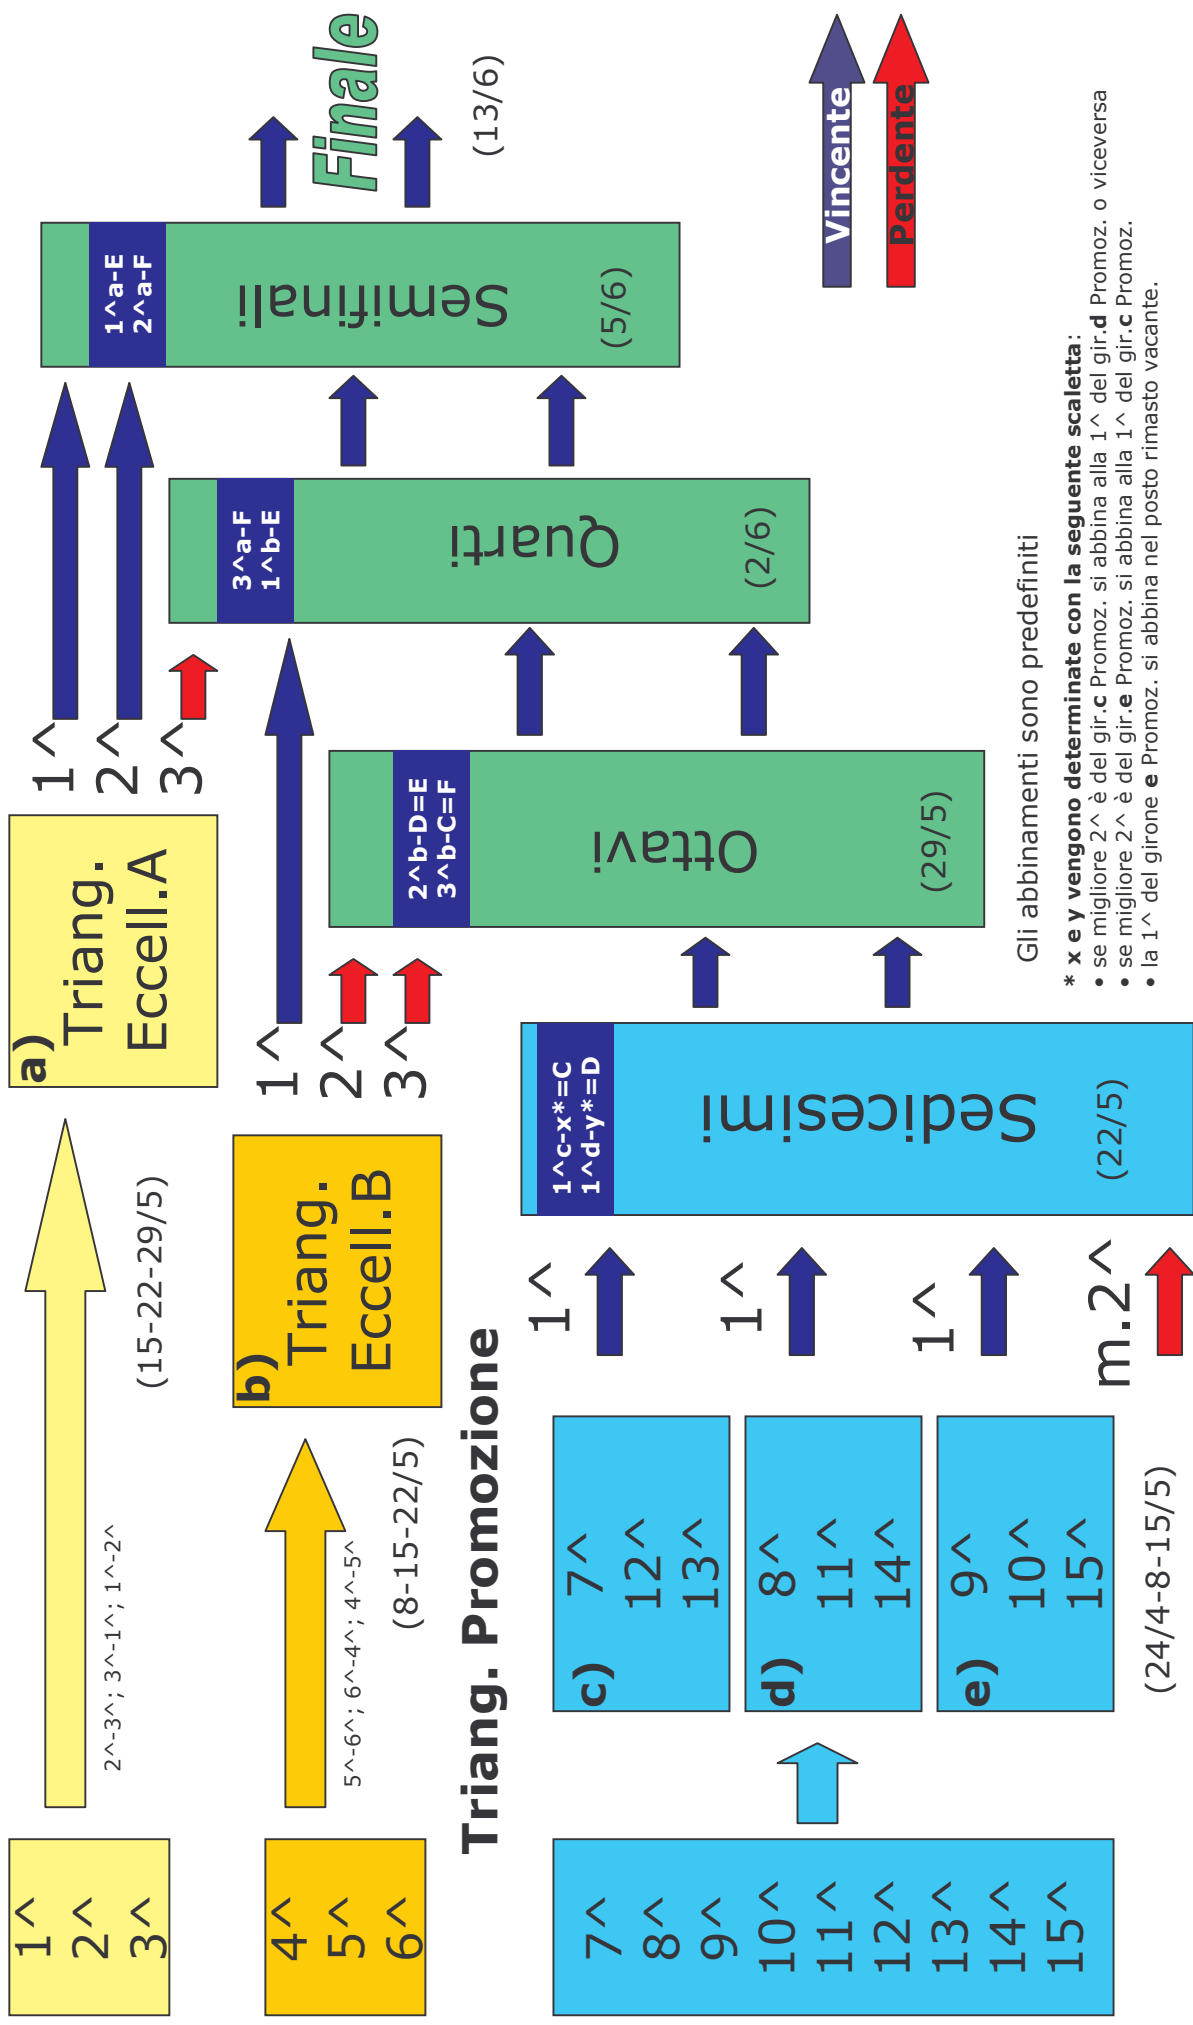 1^
2^
3^
2^-3^; 3^-1^; 1^-2^
(15-22-29/5)
a)
Triang.
Eccell.A
1^
2^
3^
4^
5^
6^
5^-6^; 6^-4^; 4^-5^
(8-15-22/5)
b)
Triang.
Eccell.B
1^
2^
3^
Triang. Promozione
7^
8^
9^
10^
11^
12^
13^
14^
15^
c)
7^
12^
13^
d)
8^
11^
14^
e)
9^
10^
15^
(24/4-8-15/5)
1^
1^
1^
m.2^
1^c-x*=C
1^d-y*=D
Sedicesimi
(22/5)
2^b-D=E
3^b-C=F
Ottavi
(29/5)
3^a-F
1^b-E
Quarti
(2/6)
1^a-E
2^a-F
Semifinali
(5/6)
Finale
(13/6)
Vincente
Perdente
Gli abbinamenti sono predefiniti
* x e y vengono determinate con la seguente scaletta:
• se migliore 2^ è del gir.c Promoz. si abbina alla 1^ del gir.d Promoz. o viceversa
• se migliore 2^ è del gir.e Promoz. si abbina alla 1^ del gir.c Promoz.
• la 1^ del girone e Promoz. si abbina nel posto rimasto vacante.